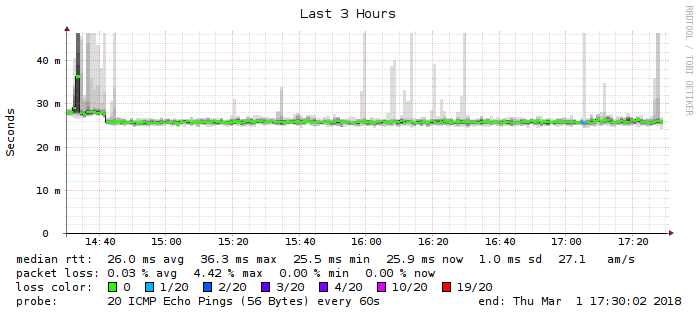 Last 3 Hours
RRDTOOL / TOBI OETIKER
Seconds
40 m
30 m
20 m
10 m
0
14:40 15:00 15:20 15:40 16:00 16:20 16:40 17:00 17:20
median rtt: 26.0 ms avg 36.3 ms max 25.5 ms min 25.9 ms now 1.0 ms sd 27.1 am/s
packet loss: 0.03 % avg 4.42 % max 0.00 % min 0.00 % now
loss color: 0 1/20 2/20 3/20 4/20 10/20 19/20
probe: 20 ICMP Echo Pings (56 Bytes) every 60s end: Thu Mar 1 17:30:02 2018